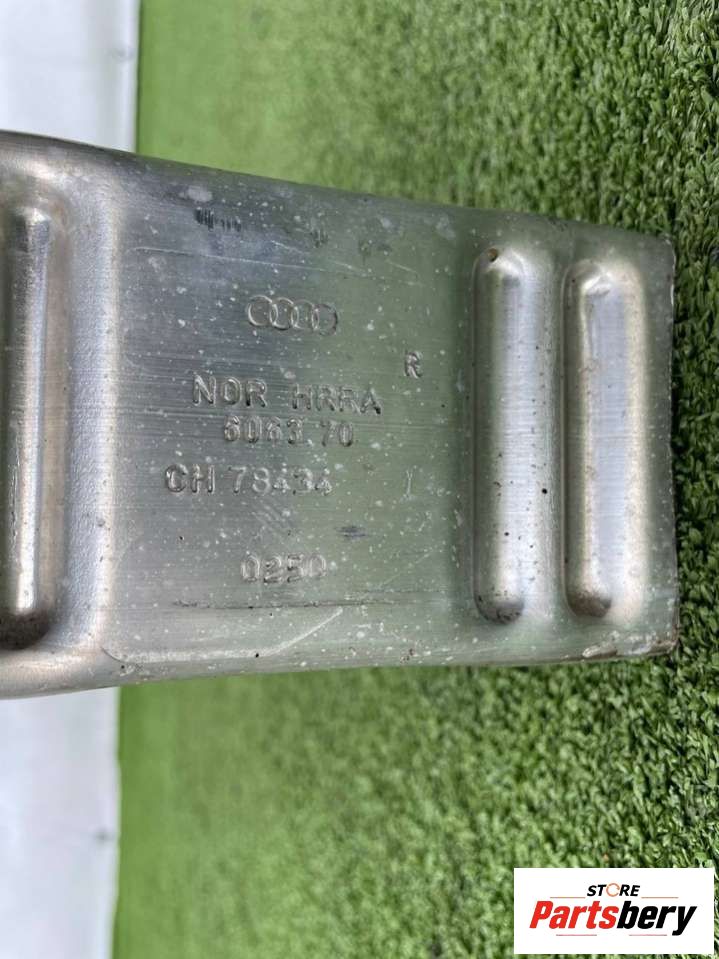 R
NOR HRRA
6063.70
CH 78434
0250
STORE
Partsbery